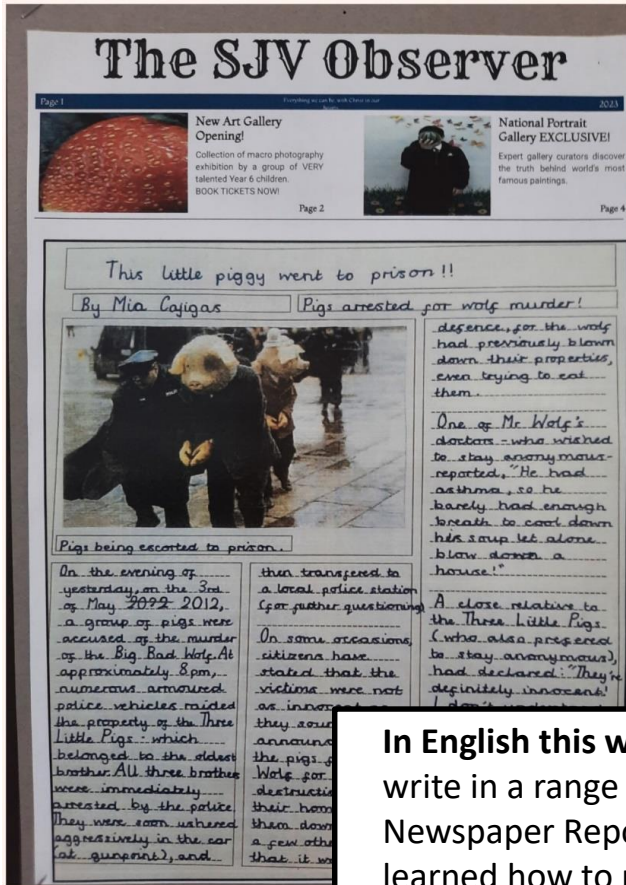 The SJV Observer
Page 1
Everything we can be, with Christ in our
2023
New Art Gallery
Opening!
Collection of macro photography
exhibition by a group of VERY
talented Year 6 children.
BOOK TICKETS NOW!
Page 2
National Portrait
Gallery EXCLUSIVE!
Expert gallery curators discover
the truth behind world's most
famous paintings.
Page 4
This little piggy went to prison!!
By Mia Cajigas
Pigs arrested for wolf murder!
Pigs being escorted to prison.
On the evening of
yesterday, on the 3rd
of May 2022 2012,
a group of pigs were
accused of the murder
of the Big Bad Wolf. At
approximately 8pm,
numerous armoured
police vehicles raided
the property of the Three
Little Pigs - which
belonged to the oldest
brother. All three brothers
were immediately
arrested by the police.
They were soon ushered
aggressively in the car
(at gunpoint), and
then transfered to
a local police station
(for further questioning)
On some occasions,
citizens have
stated that the
victims were not
as
they
the pigs
Wolf for
their
them down
a few
that it
defence, for the wolf
had previously blown
down their properties,
even trying to eat
them.
One of Mr Wolf's
doctors - who wished
to stay anonymous -
reported, "He had
asthma, so he
barely had enough
breath to cool down
his soup let alone
blow down a
house!"
A close relative to
the Three Little Pigs
(who also prefered
to stay anonymous),
had declared: "They're
definitely innocent!
I don't
In English this
write in a range
Newspaper
learned how to